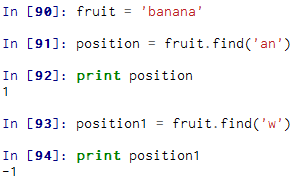 In [90]: fruit = 'banana'
In [91]: position = fruit.find('an')
In [92]: print position
1
In [93]: position1 = fruit.find('w')
In [94]: print position1
-1